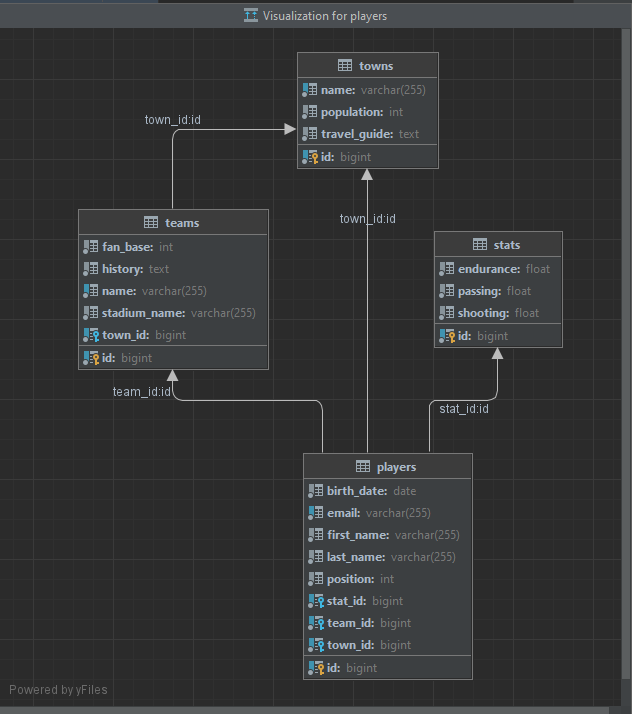 Visualization for players
towns
name: varchar(255)
population: int
travel_guide: text
id: bigint
town_id:id
teams
fan_base: int
history: text
name: varchar(255)
stadium_name: varchar(255)
town_id: bigint
id: bigint
town_id:id
stats
endurance: float
passing: float
shooting: float
id: bigint
team_id:id
stat_id:id
players
birth_date: date
email: varchar(255)
first_name: varchar(255)
last_name: varchar(255)
position: int
stat_id: bigint
team_id: bigint
town_id: bigint
id: bigint
Powered by yFiles